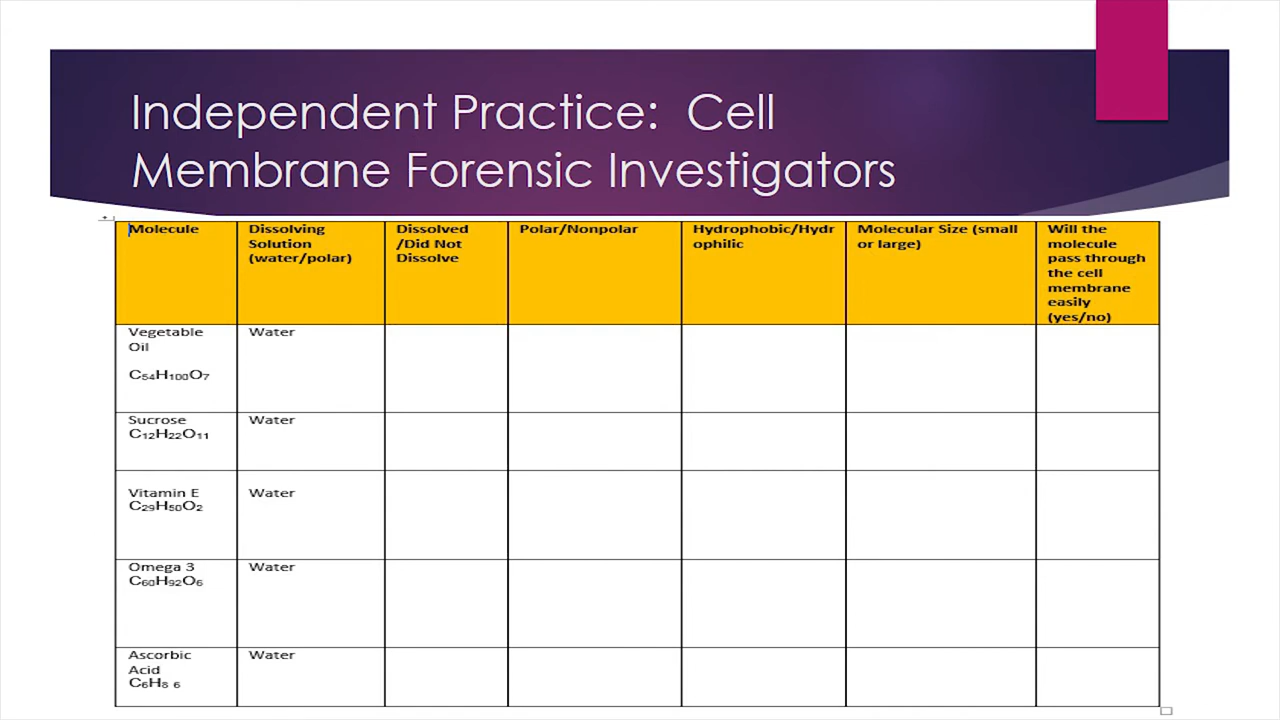 Independent Practice:  Cell
Membrane Forensic Investigators
Molecule
Dissolving
Solution
(water/polar)
Dissolved
/Did Not
Dissolve
Polar/Nonpolar
Hydrophobic/Hydr
ophilic
Molecular Size (small
or large)
Will the
molecule
pass through
the cell
membrane
easily
(yes/no)
Vegetable
Oil
C₅₄H₁₀₀O₇
Water
Sucrose
C₁₂H₂₂O₁₁
Water
Vitamin E
C₂₉H₅₀O₂
Water
Omega 3
C₆₀H₉₂O₆
Water
Ascorbic
Acid
C₆H₈ ₆
Water